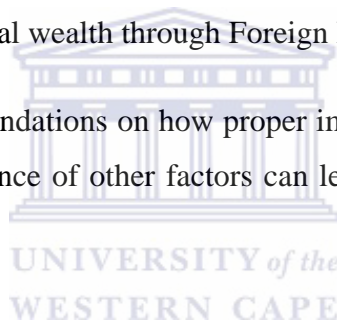 al wealth through Foreign
ndations on how proper in
nce of other factors can le
UNIVERSITY of the
WESTERN CAPE